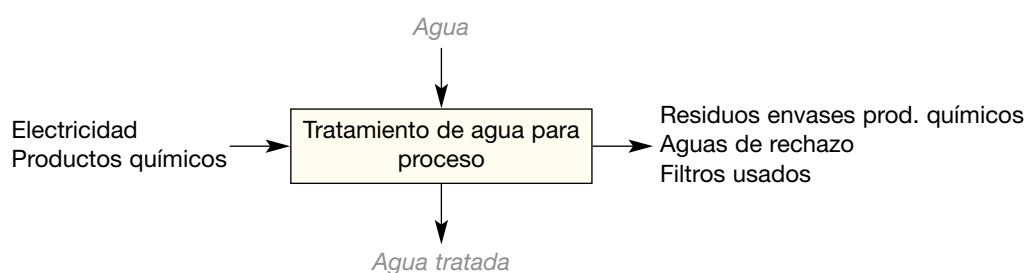 Agua
Electricidad
Productos químicos
Tratamiento de agua para
proceso
Residuos envases prod. químicos
Aguas de rechazo
Filtros usados
Agua tratada